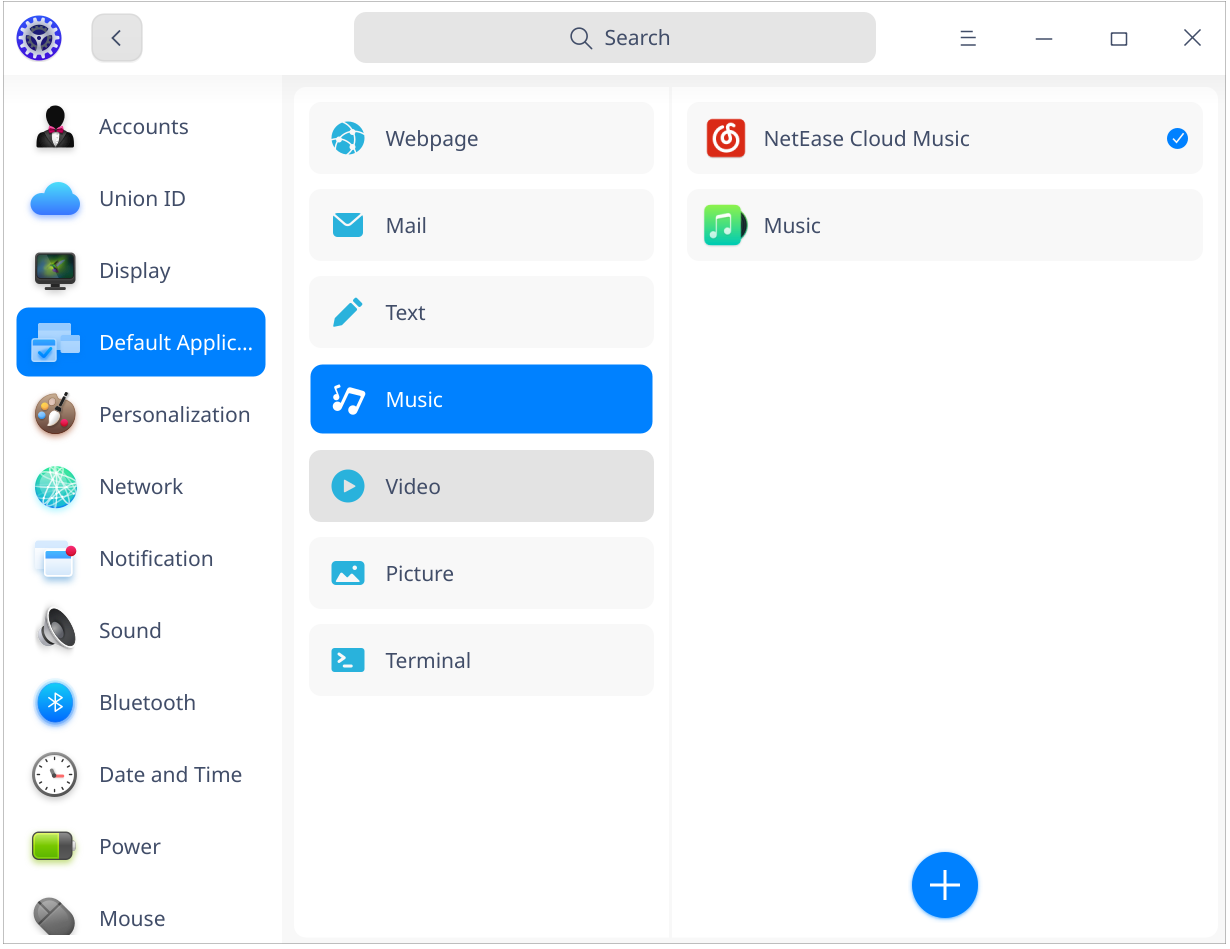 Search
Accounts
Union ID
Display
Default Applic...
Personalization
Network
Notification
Sound
Bluetooth
Date and Time
Power
Mouse
Webpage
Mail
Text
Music
Video
Picture
Terminal
NetEase Cloud Music
Music